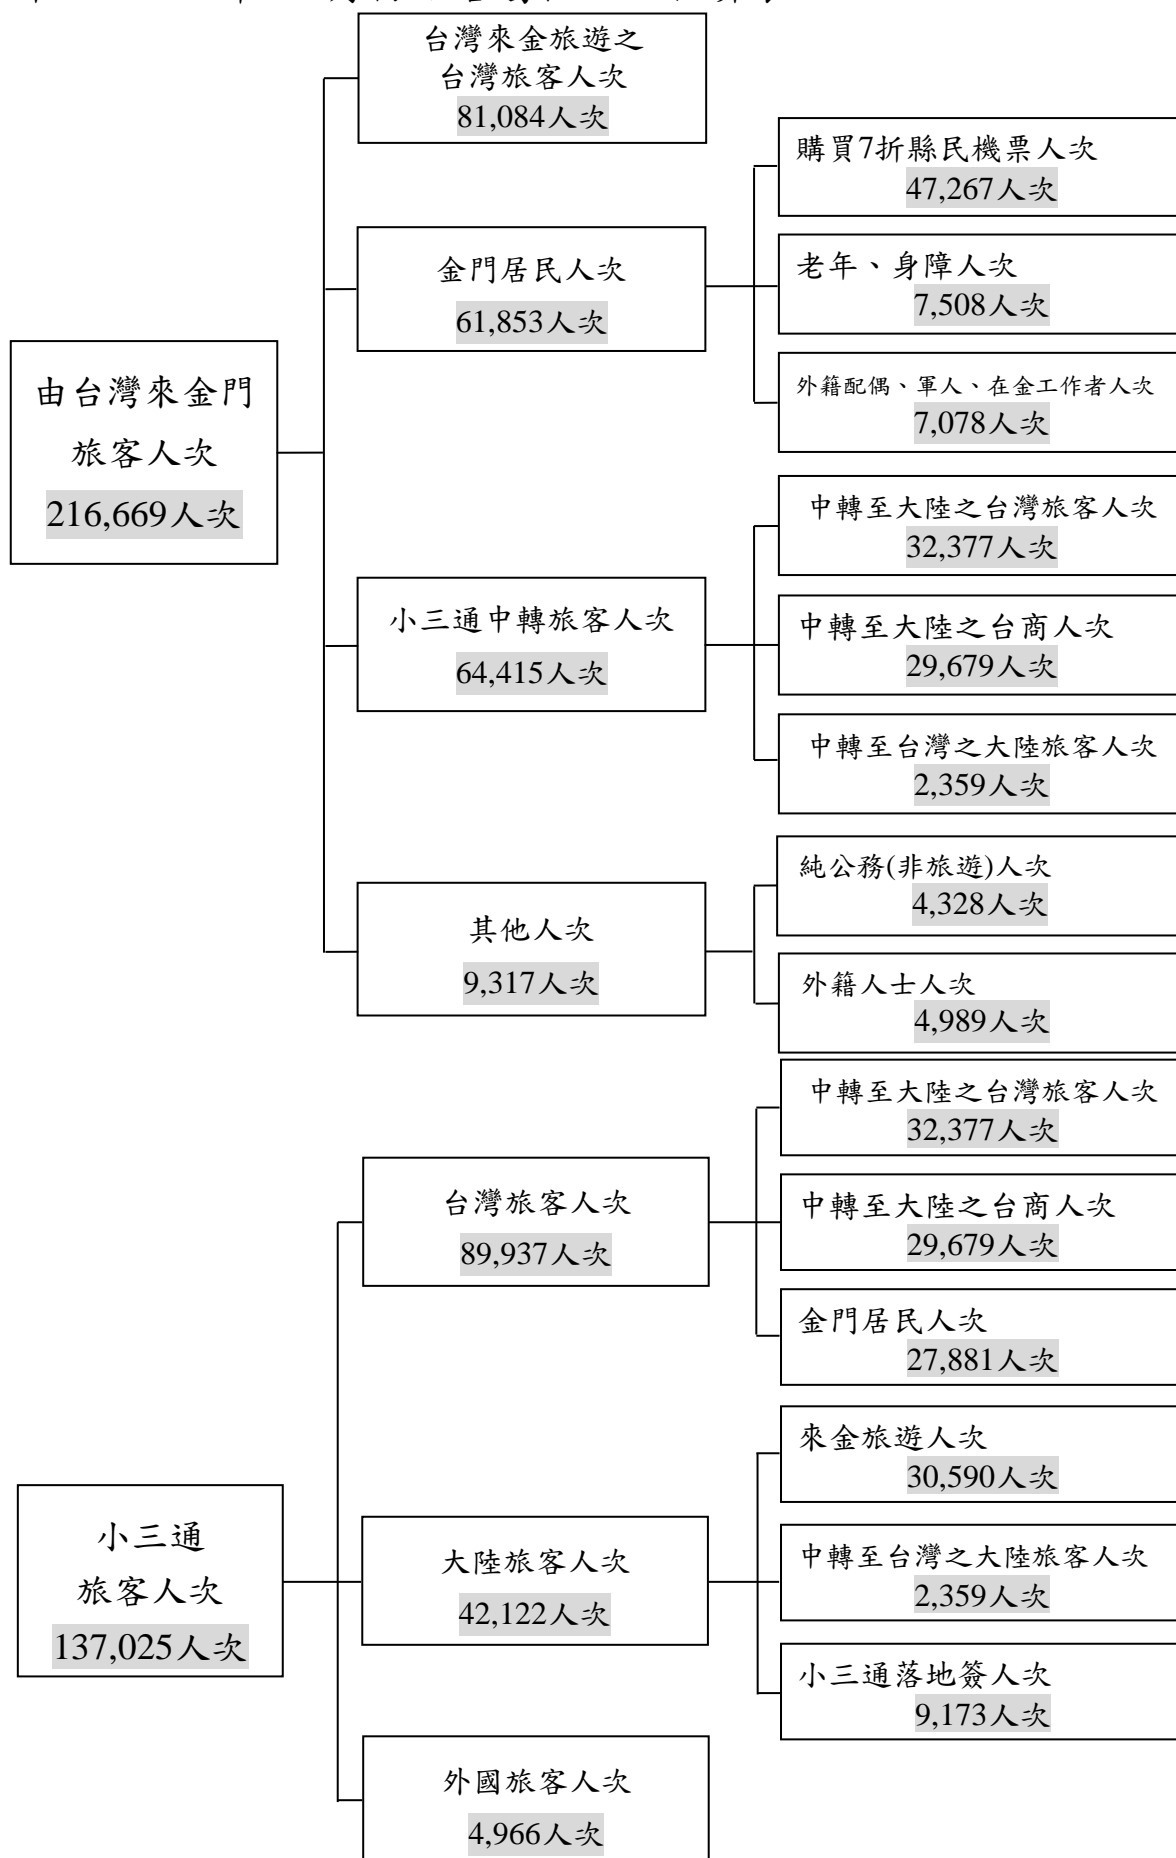 台灣來金旅遊之
台灣旅客人次
81,084人次
購買7折縣民機票人次
47,267人次
金門居民人次
61,853人次
老年、身障人次
7,508人次
外籍配偶、軍人、在金工作者人次
7,078人次
由台灣來金門
旅客人次
216,669人次
中轉至大陸之台灣旅客人次
32,377人次
小三通中轉旅客人次
64,415人次
中轉至大陸之台商人次
29,679人次
中轉至台灣之大陸旅客人次
2,359人次
純公務(非旅遊)人次
4,328人次
其他人次
9,317人次
外籍人士人次
4,989人次
中轉至大陸之台灣旅客人次
32,377人次
台灣旅客人次
89,937人次
中轉至大陸之台商人次
29,679人次
金門居民人次
27,881人次
來金旅遊人次
30,590人次
小三通
旅客人次
137,025人次
大陸旅客人次
42,122人次
中轉至台灣之大陸旅客人次
2,359人次
小三通落地簽人次
9,173人次
外國旅客人次
4,966人次